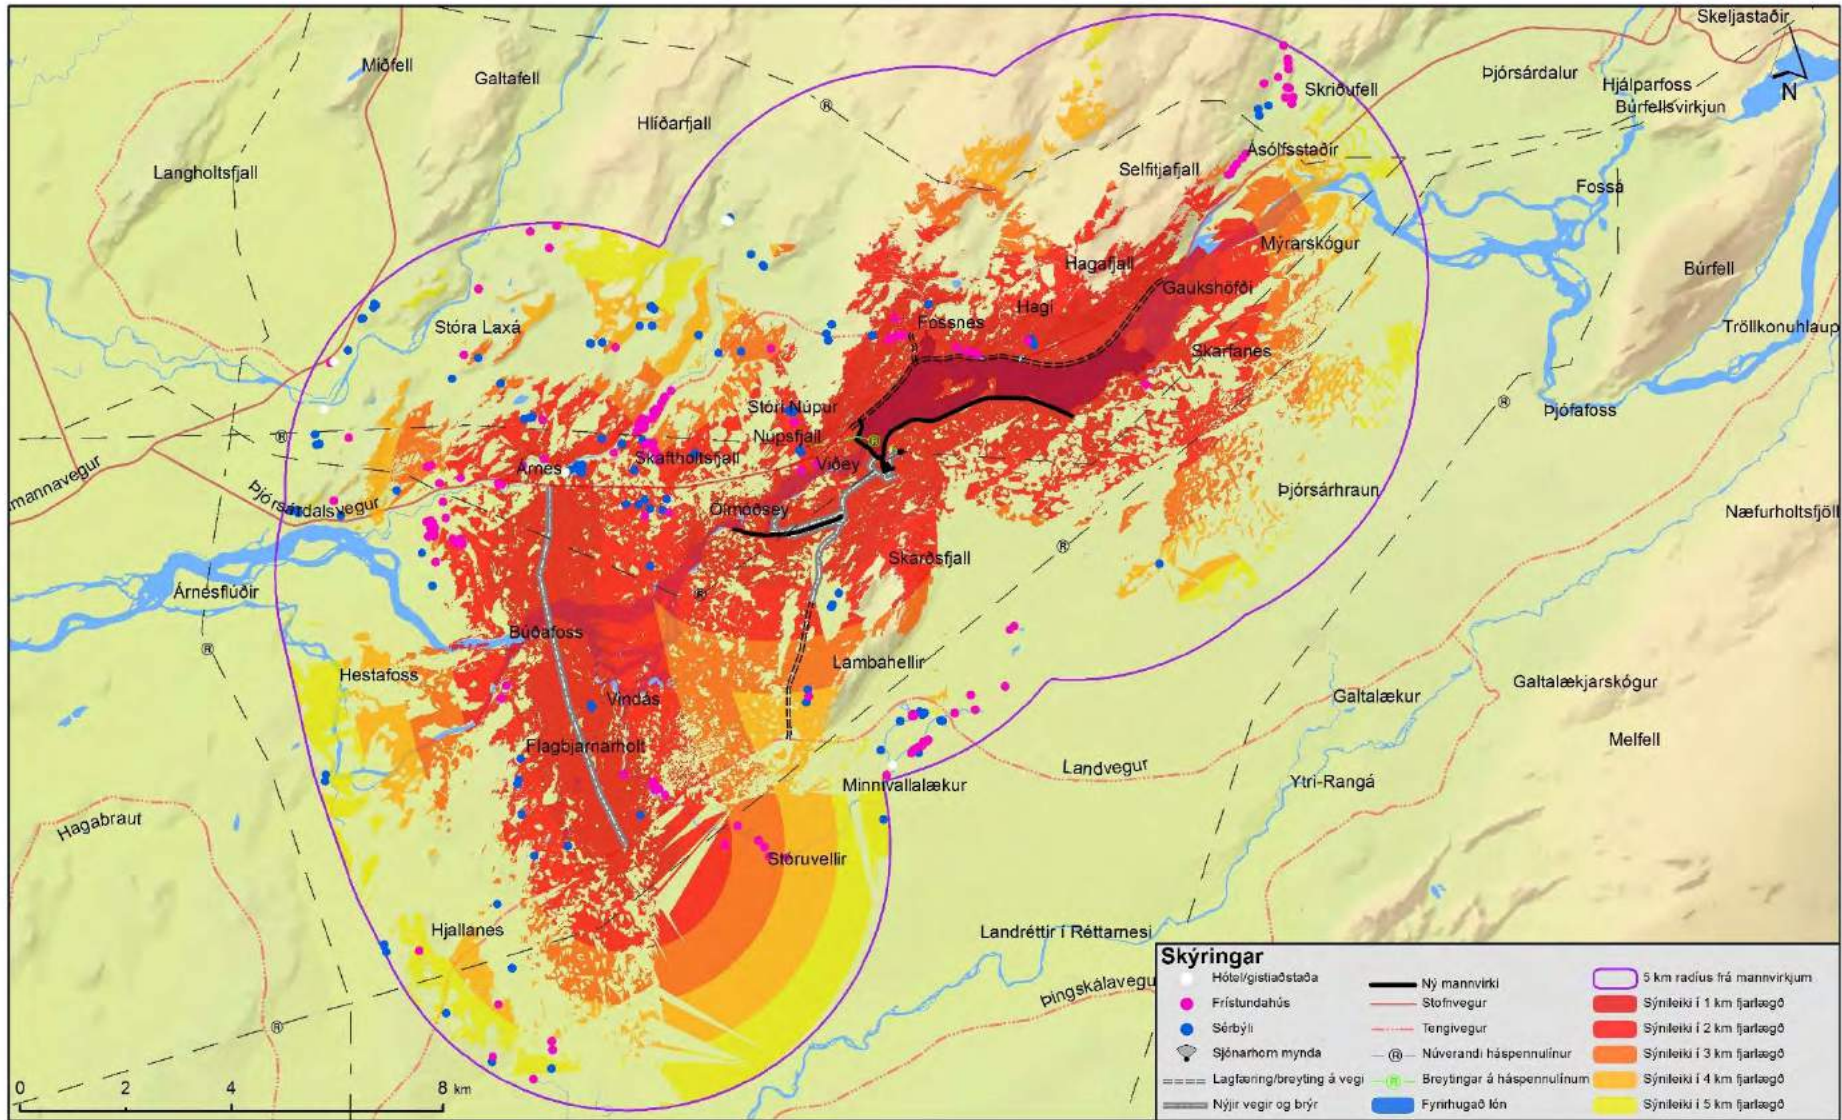 Skeljastaðir
Miðfell
Galtafell
Þjórsárdalur
Hjálparfoss
Skriðufell
N
Búrfellsvirkjun
Hlíðarfjall
Ásólfsstaðir
Langholtsfjall
Selfitjafjall
Fossá
Mýrarskógur
Hagafjall
Búrfell
Gaukshöfði
Hagi
Stóra Laxá
Fossnes
Tröllkonuhlaup
Skarfanes
Stóri Núpur
Þjófafoss
Núpsfjall
Skaftholtsfjall
Árnes
Viðey
mannavegur
Þjórsárdalsvegur
Þjórsárhraun
Ölmóðsey
Næfurholtsfjöll
Skarðsfjall
Árnesflúðir
Búðafoss
Lambahellir
Hestafoss
Vindás
Galtalækur
Galtalækjarskógur
Flagbjarnarholt
Melfell
Landvegur
Minnivallalækur
Ytri-Rangá
Hagabraut
Stóruvellir
Hjallanes
Landréttir í Réttarnesi
Þingskálavegu
0 2 4 8 km
Skýringar
Hótel/gistiaðstaða
Frístundahús
Sérbýli
Sjónarhorn mynda
Lagfæring/breyting á vegi
Nýjir vegir og brýr
Ný mannvirki
Stofnvegur
Tengivegur
Núverandi háspennulínur
Breytingar á háspennulínum
Fyrirhugað lón
5 km radíus frá mannvirkjum
Sýnileiki í 1 km fjarlægð
Sýnileiki í 2 km fjarlægð
Sýnileiki í 3 km fjarlægð
Sýnileiki í 4 km fjarlægð
Sýnileiki í 5 km fjarlægð